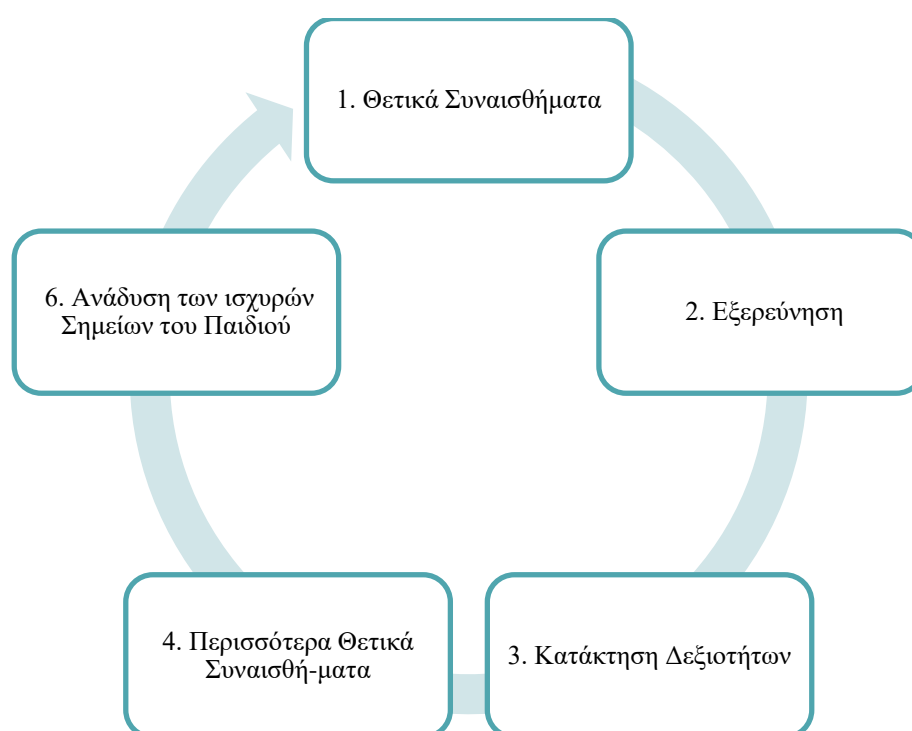 1. Θετικά Συναισθήματα
2. Εξερεύνηση
3. Κατάκτηση Δεξιοτήτων
4. Περισσότερα Θετικά
Συναισθή-ματα
6. Ανάδυση των ισχυρών
Σημείων του Παιδιού